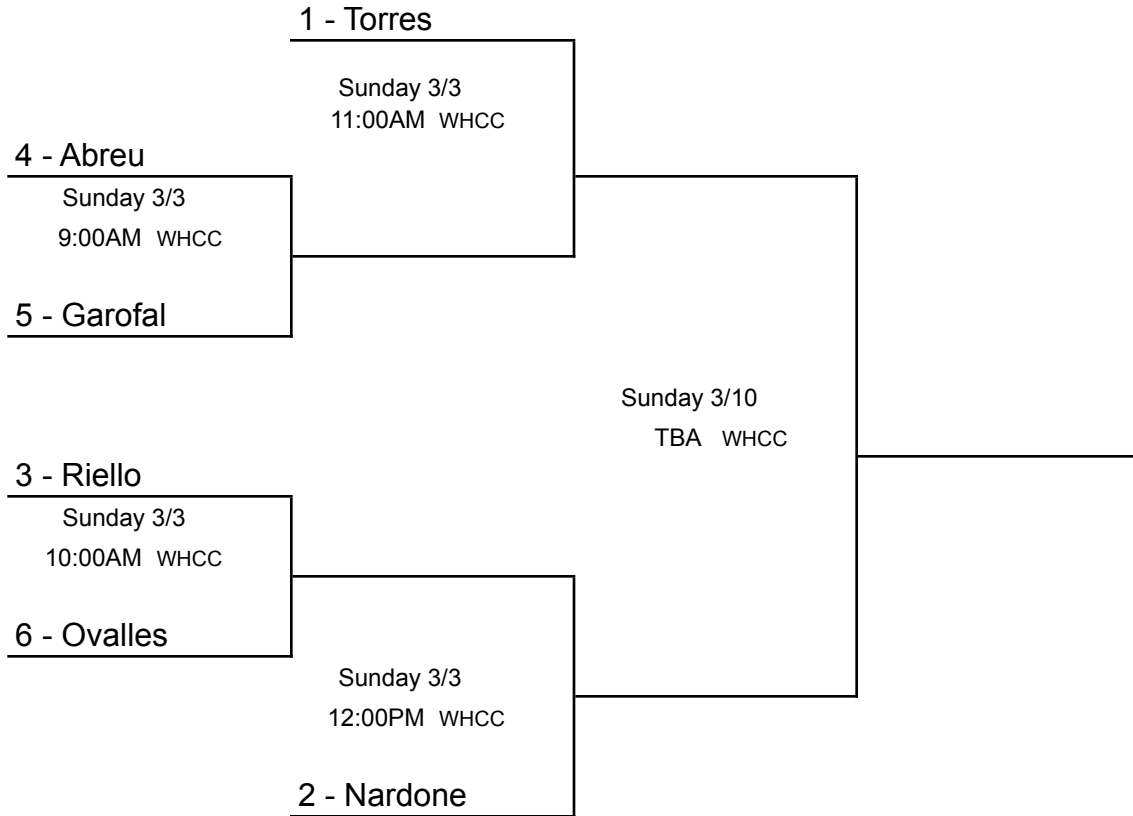 1 - Torres
Sunday 3/3
11:00AM WHCC
4 - Abreu
Sunday 3/3
9:00AM WHCC
5 - Garofal
Sunday 3/10
TBA WHCC
3 - Riello
Sunday 3/3
10:00AM WHCC
6 - Ovalles
Sunday 3/3
12:00PM WHCC
2 - Nardone